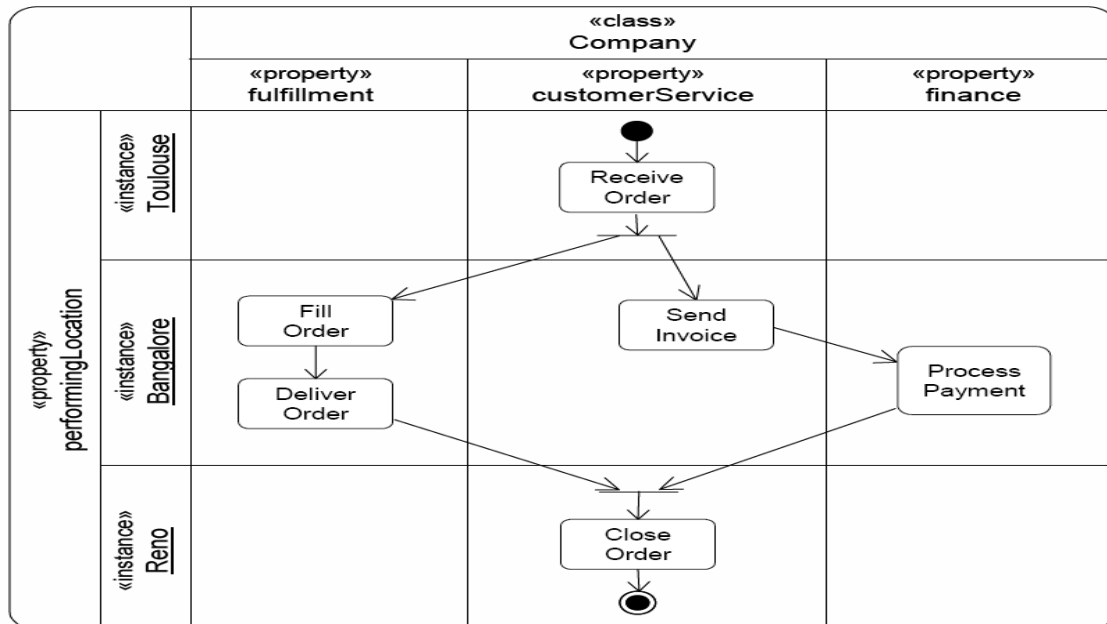 «class»
Company
«property»
fulfillment
«property»
customerService
«property»
finance
«property»
performingLocation
«instance»
Toulouse
Receive
Order
«instance»
Bangalore
Fill
Order
Send
Invoice
Deliver
Order
Process
Payment
«instance»
Reno
Close
Order